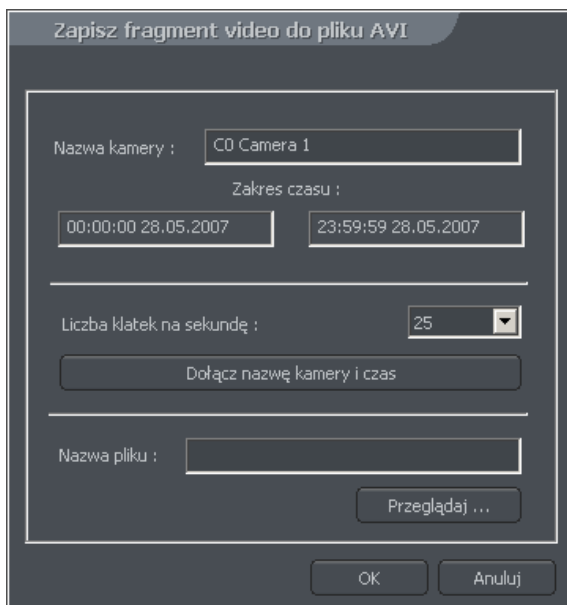 Zapisz fragment video do pliku AVI
Nazwa kamery : C0 Camera 1
Zakres czasu :
00:00:00 28.05.2007 23:59:59 28.05.2007
Liczba klatek na sekundę : 25
Dołącz nazwę kamery i czas
Nazwa pliku :
Przeglądaj ...
OK Anuluj